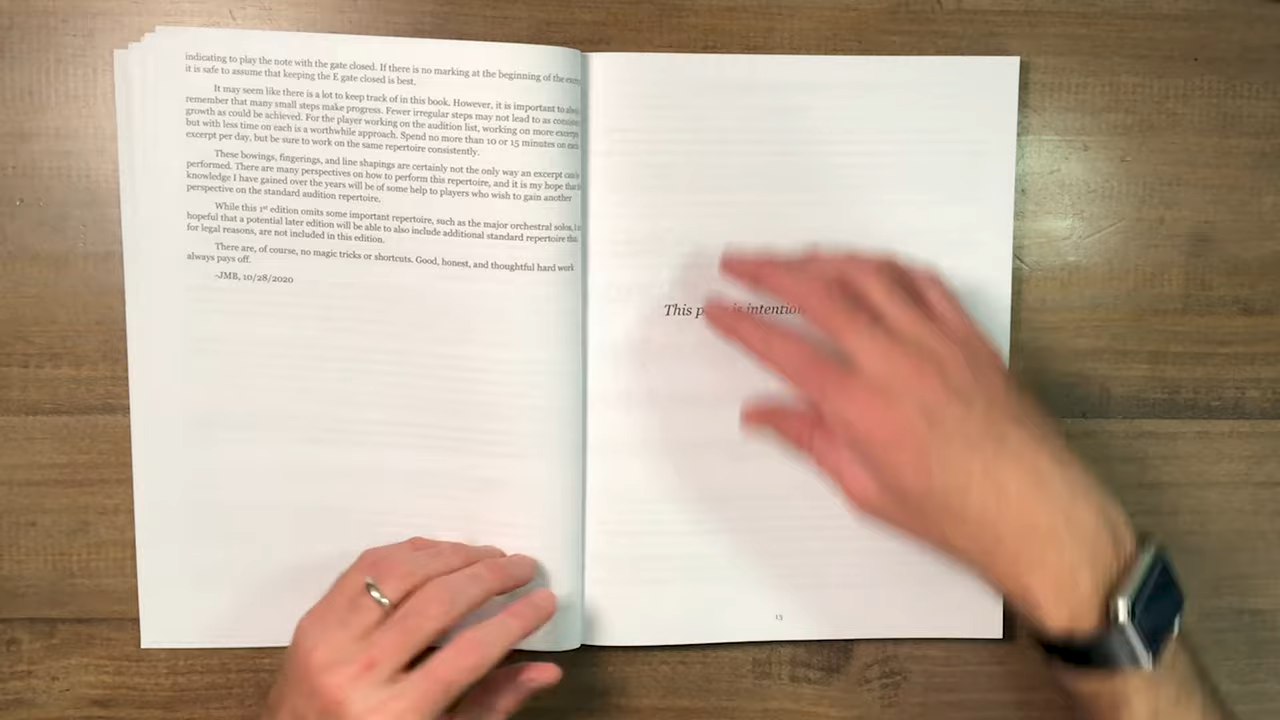 indicating to play the note with the gate closed. If there is no marking at the beginning of the
it is safe to assume that keeping the E gate closed is best.
It may seem like there is a lot to keep track of in this book. However, it is important to
remember that many small steps make progress. Fewer irregular steps may not lead to as
growth as could be achieved. For the player working on the audition list, working on more
but with less time on each is a worthwhile approach. Spend no more than 10 or 15 minutes on
excerpt per day, but be sure to work on the same repertoire consistently.
These bowings, fingerings, and line shapings are certainly not the only way an excerpt
performed. There are many perspectives on how to perform this repertoire, and it is my hope
knowledge I have gained over the years will be of some help to players who wish to gain another
perspective on the standard audition repertoire.
While this 1st edition omits some important repertoire, such as the major orchestral solos,
hopeful that a potential later edition will be able to also include additional standard repertoire
for legal reasons, are not included in this edition.
There are, of course, no magic tricks or shortcuts. Good, honest, and thoughtful hard work
always pays off.
-JMB, 10/28/2020
This is
13